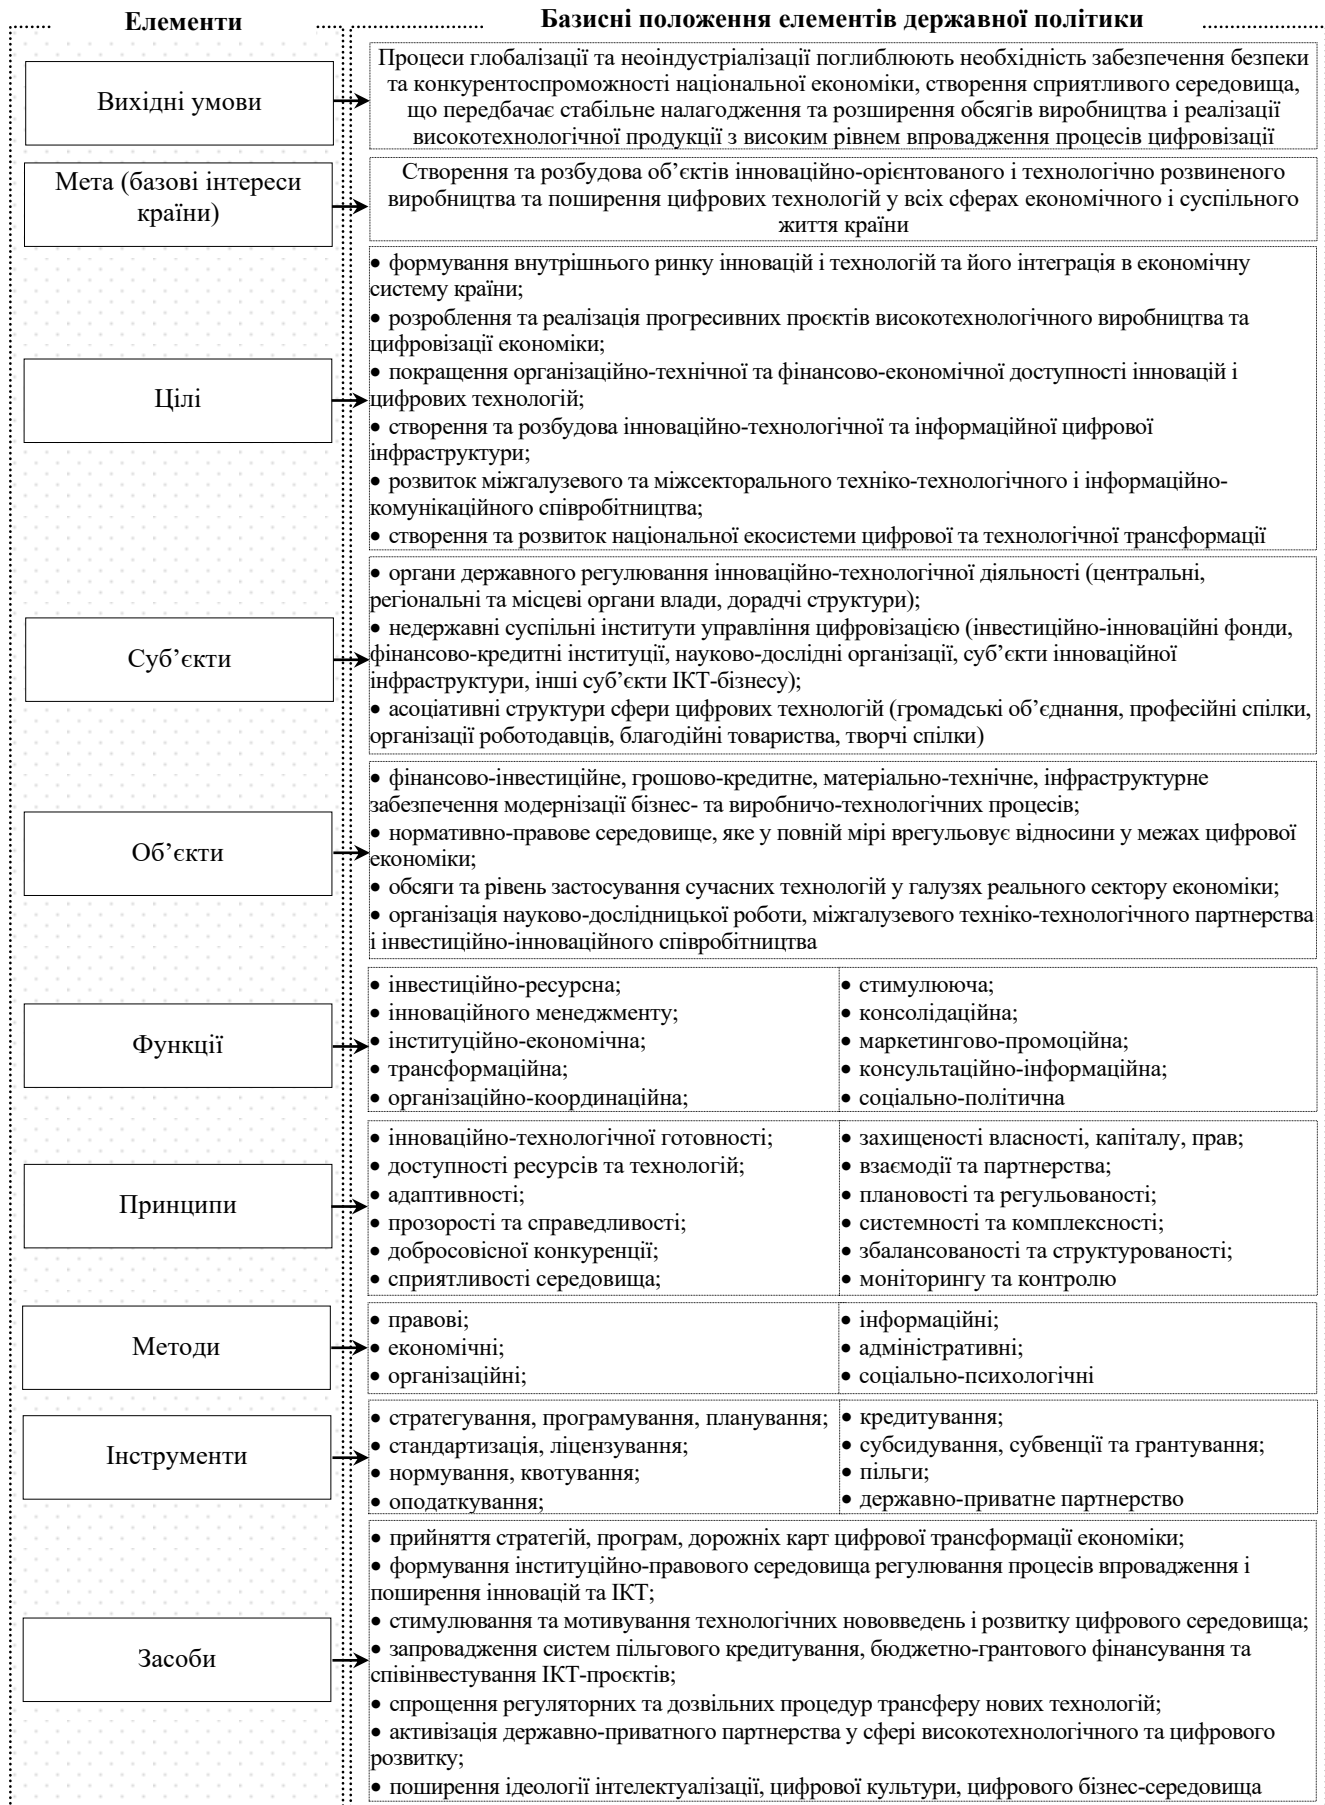 Елементи
Базисні положення елементів державної політики
Вихідні умови
Процеси глобалізації та неоіндустріалізації поглиблюють необхідність забезпечення безпеки
та конкурентоспроможності національної економіки, створення сприятливого середовища,
що передбачає стабільне налагодження та розширення обсягів виробництва і реалізації
високотехнологічної продукції з високим рівнем впровадження процесів цифровізації
Мета (базові інтереси
країни)
Створення та розбудова об’єктів інноваційно-орієнтованого і технологічно розвиненого
виробництва та поширення цифрових технологій у всіх сферах економічного і суспільного
життя країни
Цілі
• формування внутрішнього ринку інновацій і технологій та його інтеграція в економічну
систему країни;
• розроблення та реалізація прогресивних проєктів високотехнологічного виробництва та
цифровізації економіки;
• покращення організаційно-технічної та фінансово-економічної доступності інновацій і
цифрових технологій;
• створення та розбудова інноваційно-технологічної та інформаційної цифрової
інфраструктури;
• розвиток міжгалузевого та міжсекторального техніко-технологічного і інформаційно-
комунікаційного співробітництва;
• створення та розвиток національної екосистеми цифрової та технологічної трансформації
Суб’єкти
• органи державного регулювання інноваційно-технологічної діяльності (центральні,
регіональні та місцеві органи влади, дорадчі структури);
• недержавні суспільні інститути управління цифровізацією (інвестиційно-інноваційні фонди,
фінансово-кредитні інституції, науково-дослідні організації, суб’єкти інноваційної
інфраструктури, інші суб’єкти ІКТ-бізнесу);
• асоціативні структури сфери цифрових технологій (громадські об’єднання, професійні спілки,
організації роботодавців, благодійні товариства, творчі спілки)
Об’єкти
• фінансово-інвестиційне, грошово-кредитне, матеріально-технічне, інфраструктурне
забезпечення модернізації бізнес- та виробничо-технологічних процесів;
• нормативно-правове середовище, яке у повній мірі врегульовує відносини у межах цифрової
економіки;
• обсяги та рівень застосування сучасних технологій у галузях реального сектору економіки;
• організація науково-дослідницької роботи, міжгалузевого техніко-технологічного партнерства
і інвестиційно-інноваційного співробітництва
Функції
• інвестиційно-ресурсна;
• інноваційного менеджменту;
• інституційно-економічна;
• трансформаційна;
• організаційно-координаційна;
• стимулююча;
• консолідаційна;
• маркетингово-промоційна;
• консультаційно-інформаційна;
• соціально-політична
Принципи
• інноваційно-технологічної готовності;
• доступності ресурсів та технологій;
• адаптивності;
• прозорості та справедливості;
• добросовісної конкуренції;
• сприятливості середовища;
• захищеності власності, капіталу, прав;
• взаємодії та партнерства;
• плановості та регульованості;
• системності та комплексності;
• збалансованості та структурованості;
• моніторингу та контролю
Методи
• правові;
• економічні;
• організаційні;
• інформаційні;
• адміністративні;
• соціально-психологічні
Інструменти
• стратегування, програмування, планування;
• стандартизація, ліцензування;
• нормування, квотування;
• оподаткування;
• кредитування;
• субсидування, субвенції та грантування;
• пільги;
• державно-приватне партнерство
Засоби
• прийняття стратегій, програм, дорожніх карт цифрової трансформації економіки;
• формування інституційно-правового середовища регулювання процесів впровадження і
поширення інновацій та ІКТ;
• стимулювання та мотивування технологічних нововведень і розвитку цифрового середовища;
• запровадження систем пільгового кредитування, бюджетно-грантового фінансування та
співінвестування ІКТ-проєктів;
• спрощення регуляторних та дозвільних процедур трансферу нових технологій;
• активізація державно-приватного партнерства у сфері високотехнологічного та цифрового
розвитку;
• поширення ідеології інтелектуалізації, цифрової культури, цифрового бізнес-середовища